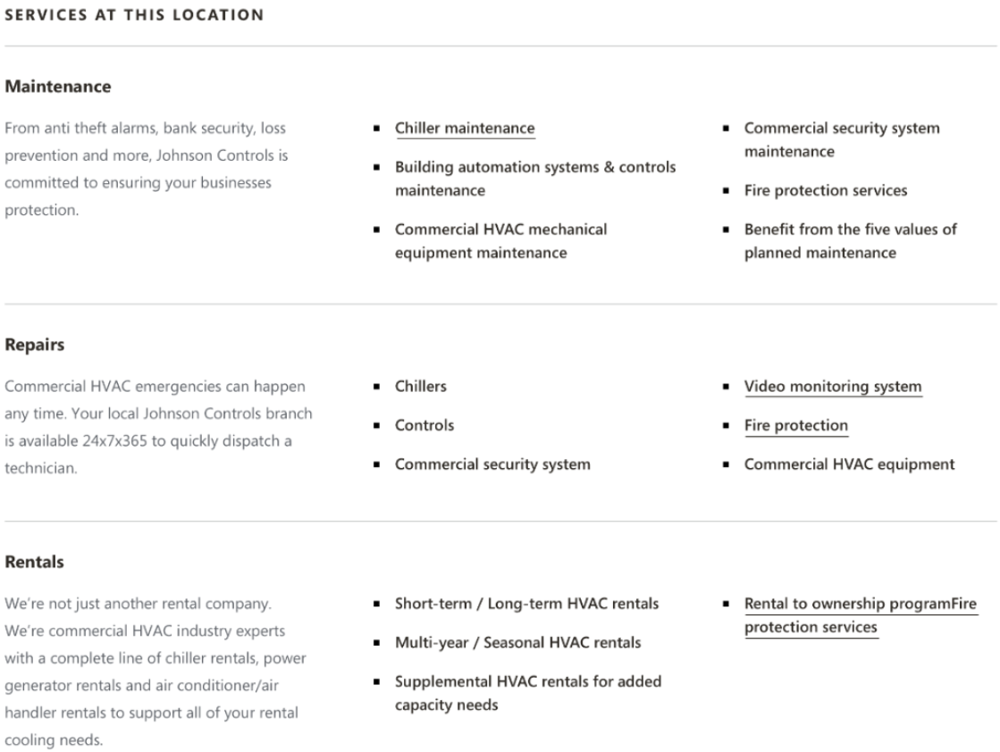 SERVICES AT THIS LOCATION
Maintenance
From anti theft alarms, bank security, loss
prevention and more, Johnson Controls is
committed to ensuring your businesses
protection.
Chiller maintenance
Building automation systems & controls
maintenance
Commercial HVAC mechanical
equipment maintenance
Commercial security system
maintenance
Fire protection services
Benefit from the five values of
planned maintenance
Repairs
Commercial HVAC emergencies can happen
any time. Your local Johnson Controls branch
is available 24x7x365 to quickly dispatch a
technician.
Chillers
Controls
Commercial security system
Video monitoring system
Fire protection
Commercial HVAC equipment
Rentals
We're not just another rental company.
We're commercial HVAC industry experts
with a complete line of chiller rentals, power
generator rentals and air conditioner/air
handler rentals to support all of your rental
cooling needs.
Short-term / Long-term HVAC rentals
Multi-year / Seasonal HVAC rentals
Supplemental HVAC rentals for added
capacity needs
Rental to ownership programFire
protection services